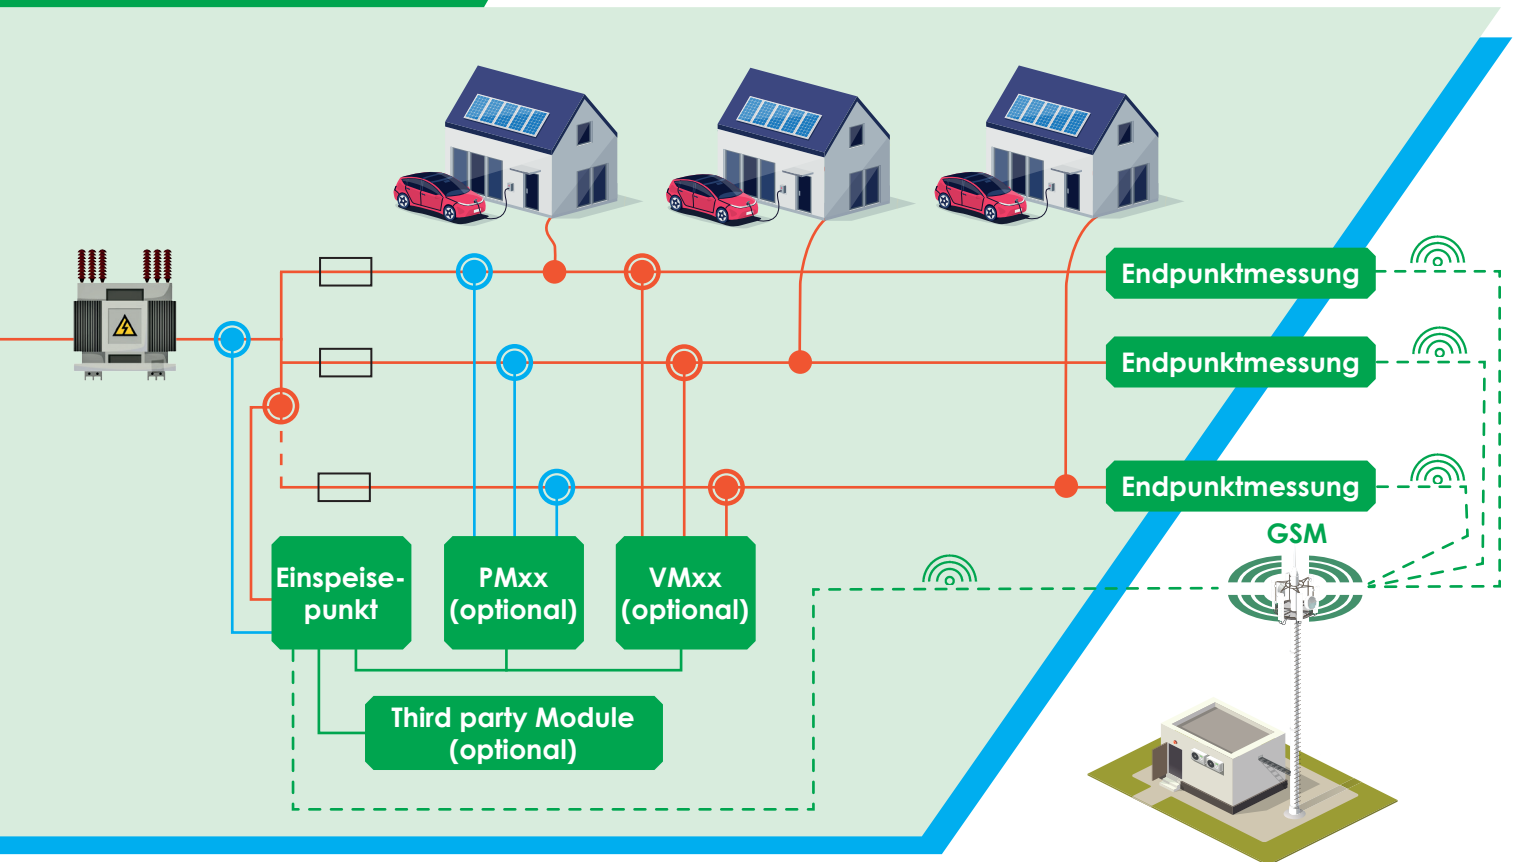 Endpunktmessung
Endpunktmessung
Endpunktmessung
GSM
Einspeise-
punkt
PMxx
(optional)
VMxx
(optional)
Third party Module
(optional)